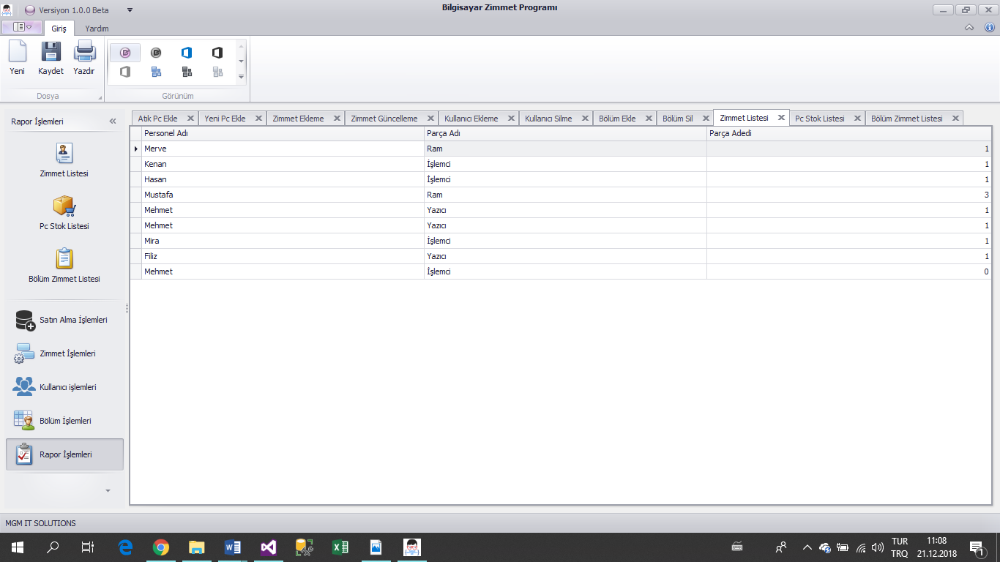 Versiyon 1.0.0 Beta
Bilgisayar Zimmet Programı
Giriş Yardım
Yeni Kaydet Yazdır
Dosya Görünüm
Rapor İşlemleri
Zimmet Listesi
Pc Stok Listesi
Bölüm Zimmet Listesi
Satın Alma İşlemleri
Zimmet İşlemleri
Kullanıcı işlemleri
Bölüm İşlemleri
Rapor İşlemleri
Atık Pc Ekle Yeni Pc Ekle Zimmet Ekleme Zimmet Güncelleme Kullanıcı Ekleme Kullanıcı Silme Bölüm Ekle Bölüm Sil Zimmet Listesi Pc Stok Listesi Bölüm Zimmet Listesi
Personel Adı Parça Adı Parça Adedi
Merve Ram 1
Kenan İşlemci 1
Hasan İşlemci 1
Mustafa Ram 3
Mehmet Yazıcı 1
Mehmet Yazıcı 1
Mira İşlemci 1
Filiz Yazıcı 1
Mehmet İşlemci 0
MGM IT SOLUTIONS
TUR 11:08
TRQ 21.12.2018
1